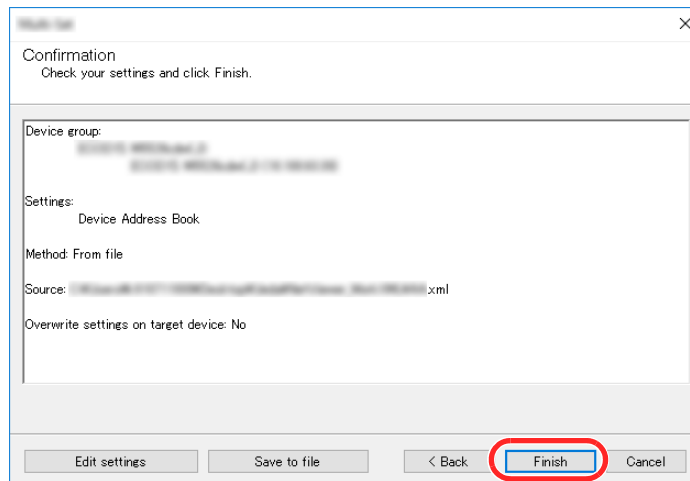 Confirmation
Check your settings and click Finish.
Device group:
Settings:
Device Address Book
Method: From file
Source: .xml
Overwrite settings on target device: No
Edit settings
Save to file
< Back
Finish
Cancel